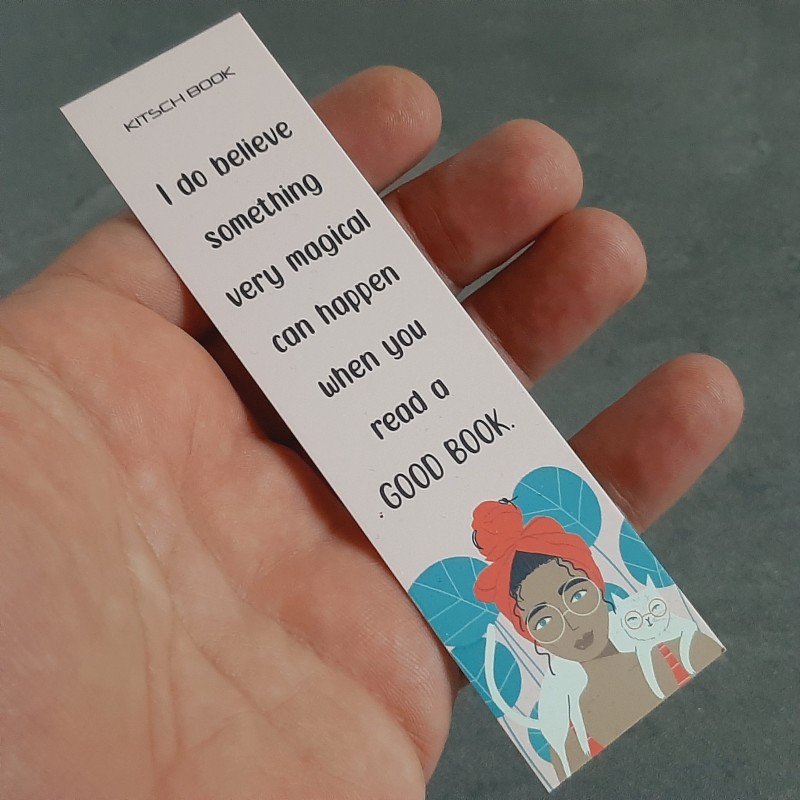 KITSCH BOOK
I do believe
something
very magical
can happen
when you
read a
GOOD BOOK.